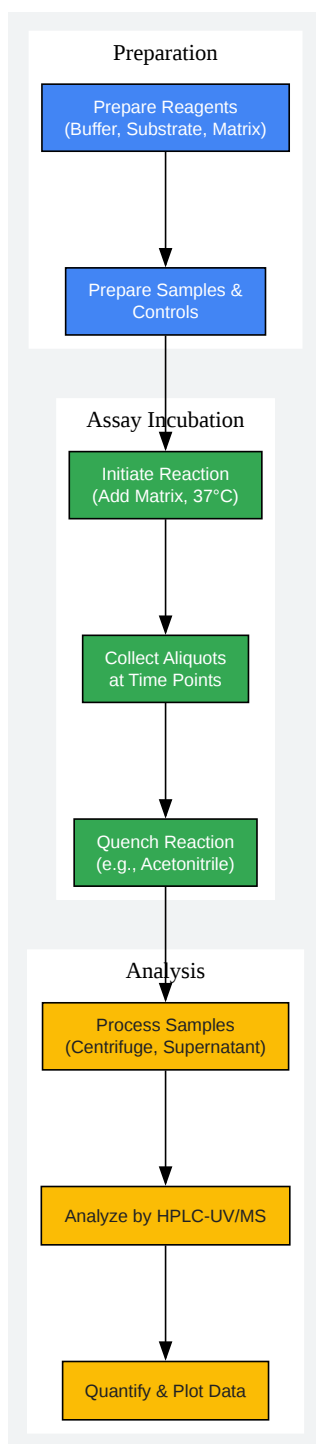 Preparation
Prepare Reagents
(Buffer, Substrate, Matrix)
Prepare Samples &
Controls
Assay Incubation
Initiate Reaction
(Add Matrix, 37°C)
Collect Aliquots
at Time Points
Quench Reaction
(e.g., Acetonitrile)
Analysis
Process Samples
(Centrifuge, Supernatant)
Analyze by HPLC-UV/MS
Quantify & Plot Data